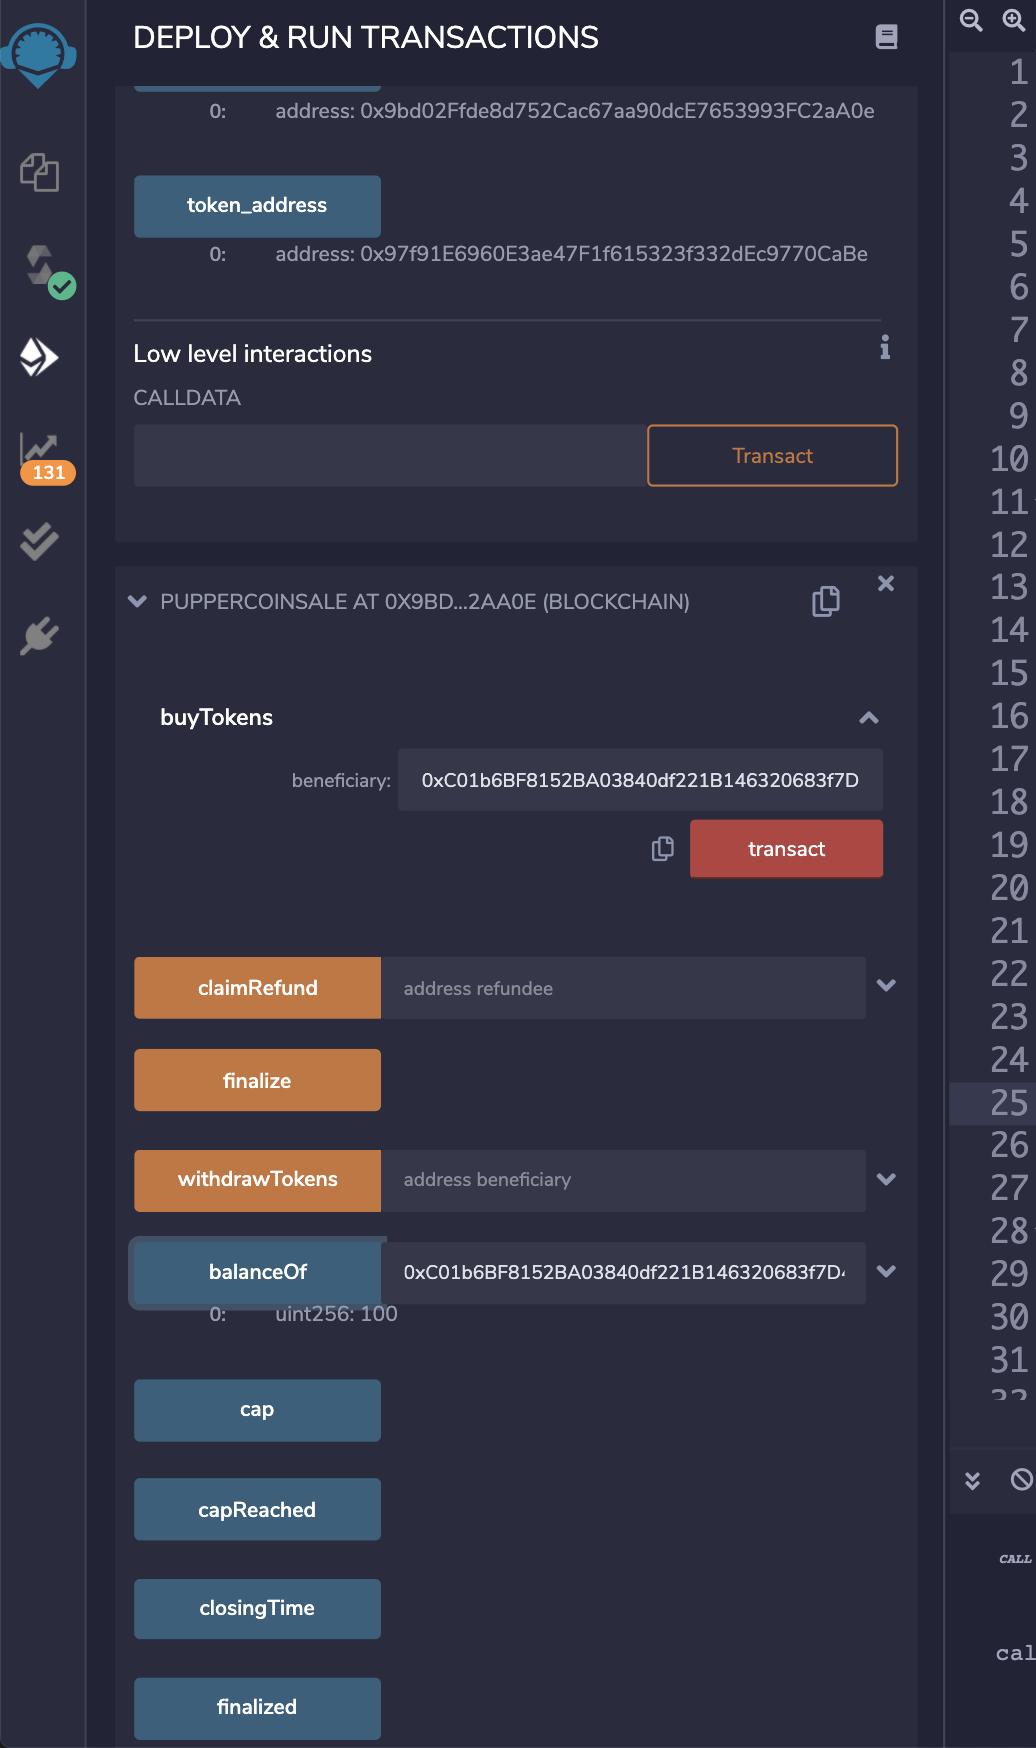 DEPLOY & RUN TRANSACTIONS
0: address: 0x9bd02Ffde8d752Cac67aa90dcE7653993FC2aA0e
token_address
0: address: 0x97f91E6960E3ae47F1f615323f332dEc9770CaBe
Low level interactions
CALLDATA
Transact
131
PUPPERCOINSALE AT 0X9BD...2AA0E (BLOCKCHAIN)
buyTokens
beneficiary: 0xC01b6BF8152BA03840df221B146320683f7D
transact
claimRefund address refundee
finalize
withdrawTokens address beneficiary
balanceOf 0xC01b6BF8152BA03840df221B146320683f7D4
0: uint256: 100
cap
capReached
closingTime
finalized
1
2
3
4
5
6
7
8
9
10
11
12
13
14
15
16
17
18
19
20
21
22
23
24
25
26
27
28
29
30
31
32
CALL
cal